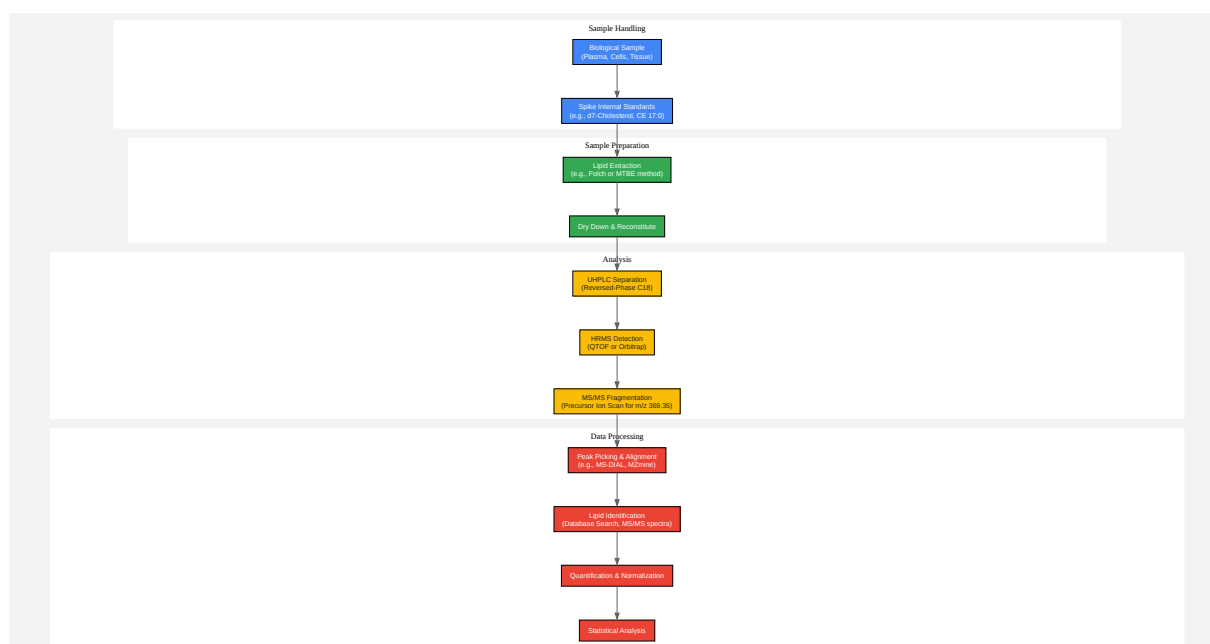 Sample Handling
Biological Sample
(Plasma, Cells, Tissue)
Spike Internal Standards
(e.g., d7-Cholesterol, CE 17:0)
Sample Preparation
Lipid Extraction
(e.g., Folch or MTBE method)
Dry Down & Reconstitute
Analysis
UHPLC Separation
(Reversed-Phase C18)
HRMS Detection
(QTOF or Orbitrap)
MS/MS Fragmentation
(Precursor Ion Scan for m/z 369.35)
Data Processing
Peak Picking & Alignment
(e.g., MS-DIAL, MZmine)
Lipid Identification
(Database Search, MS/MS spectra)
Quantification & Normalization
Statistical Analysis